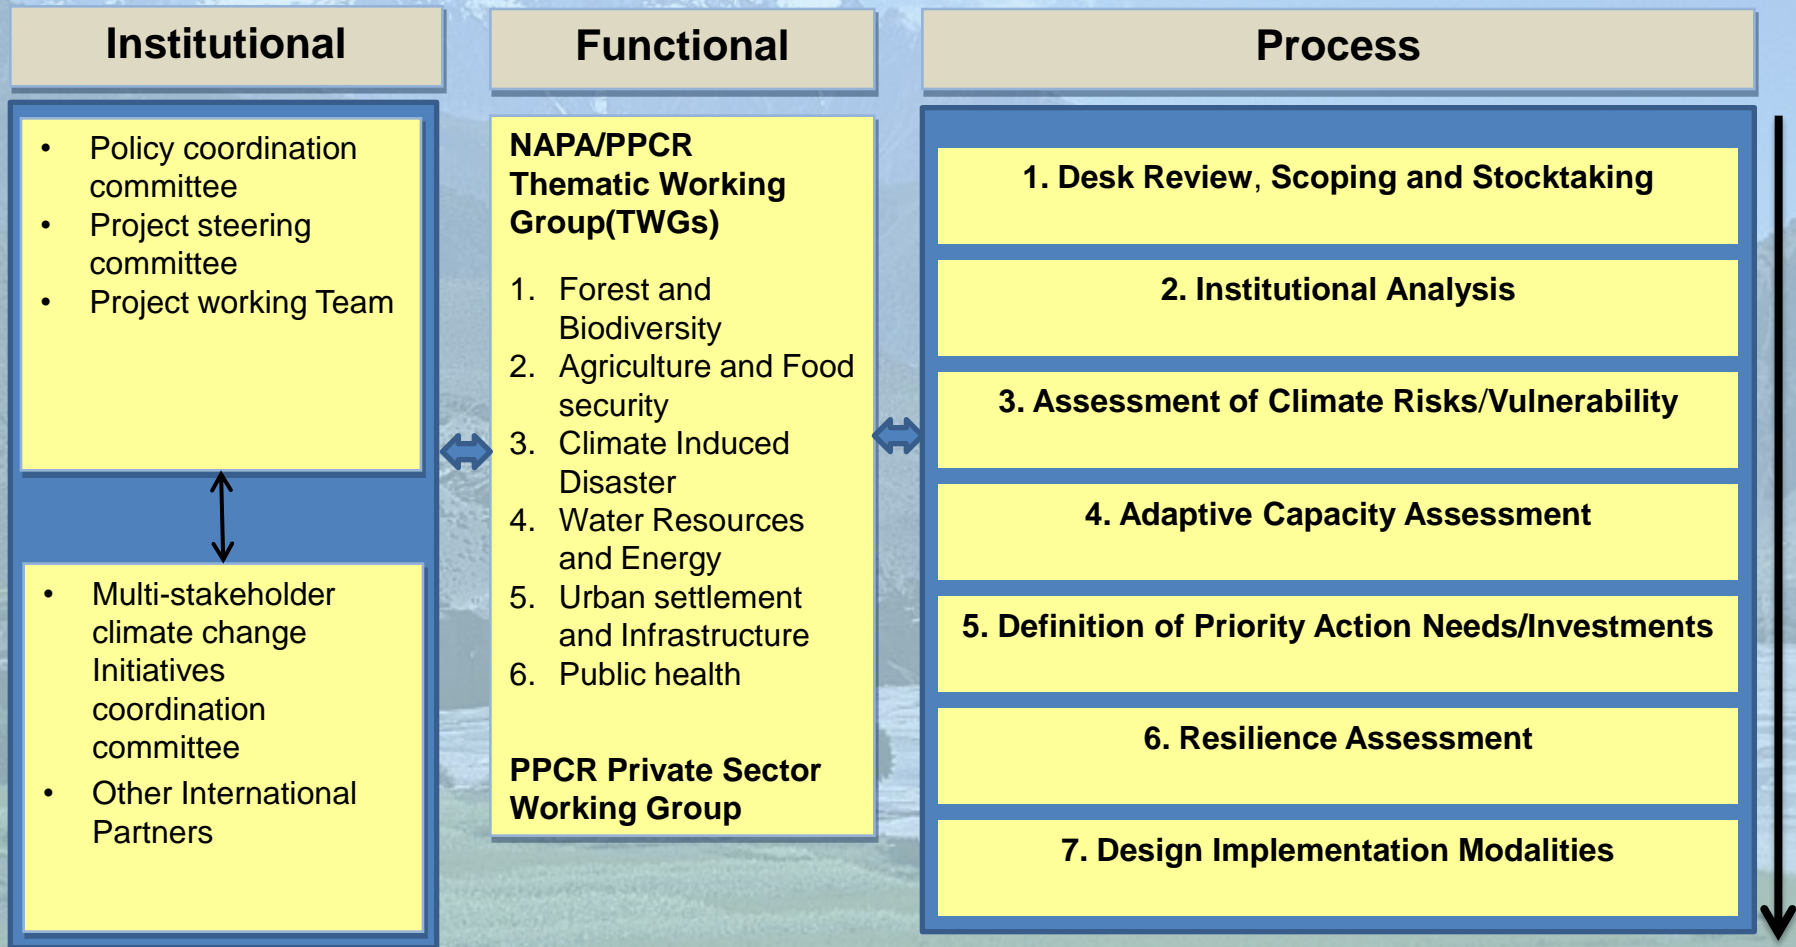 Institutional
Functional
Process
• Policy coordination
committee
• Project steering
committee
• Project working Team
• Multi-stakeholder
climate change
Initiatives
coordination
committee
• Other International
Partners
NAPA/PPCR
Thematic Working
Group(TWGs)
1. Forest and
Biodiversity
2. Agriculture and Food
security
3. Climate Induced
Disaster
4. Water Resources
and Energy
5. Urban settlement
and Infrastructure
6. Public health
PPCR Private Sector
Working Group
1. Desk Review, Scoping and Stocktaking
2. Institutional Analysis
3. Assessment of Climate Risks/Vulnerability
4. Adaptive Capacity Assessment
5. Definition of Priority Action Needs/Investments
6. Resilience Assessment
7. Design Implementation Modalities